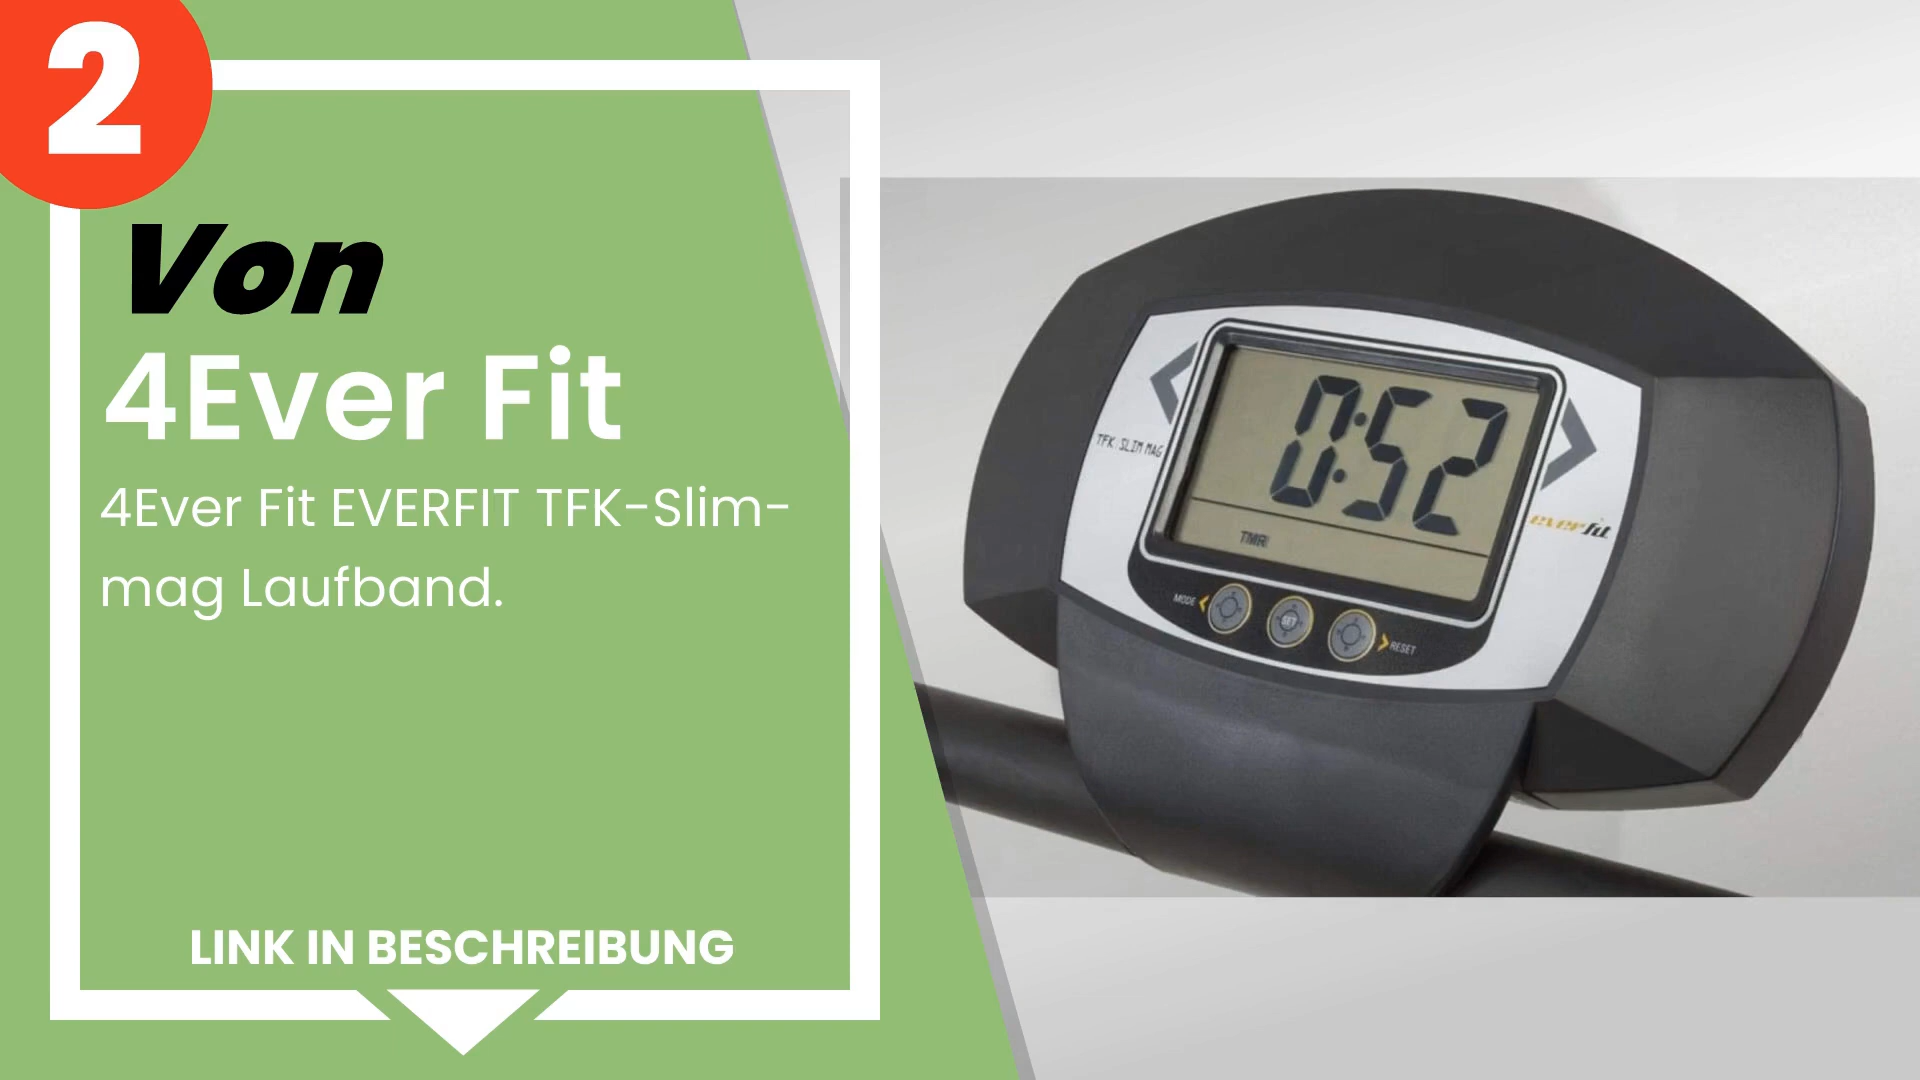 2
Von
4Ever Fit
4Ever Fit EVERFIT TFK-Slim-
mag Laufband.
LINK IN BESCHREIBUNG
TFK SLIM MAG
0:52
TMR
everfit
MODE
SET
RESET